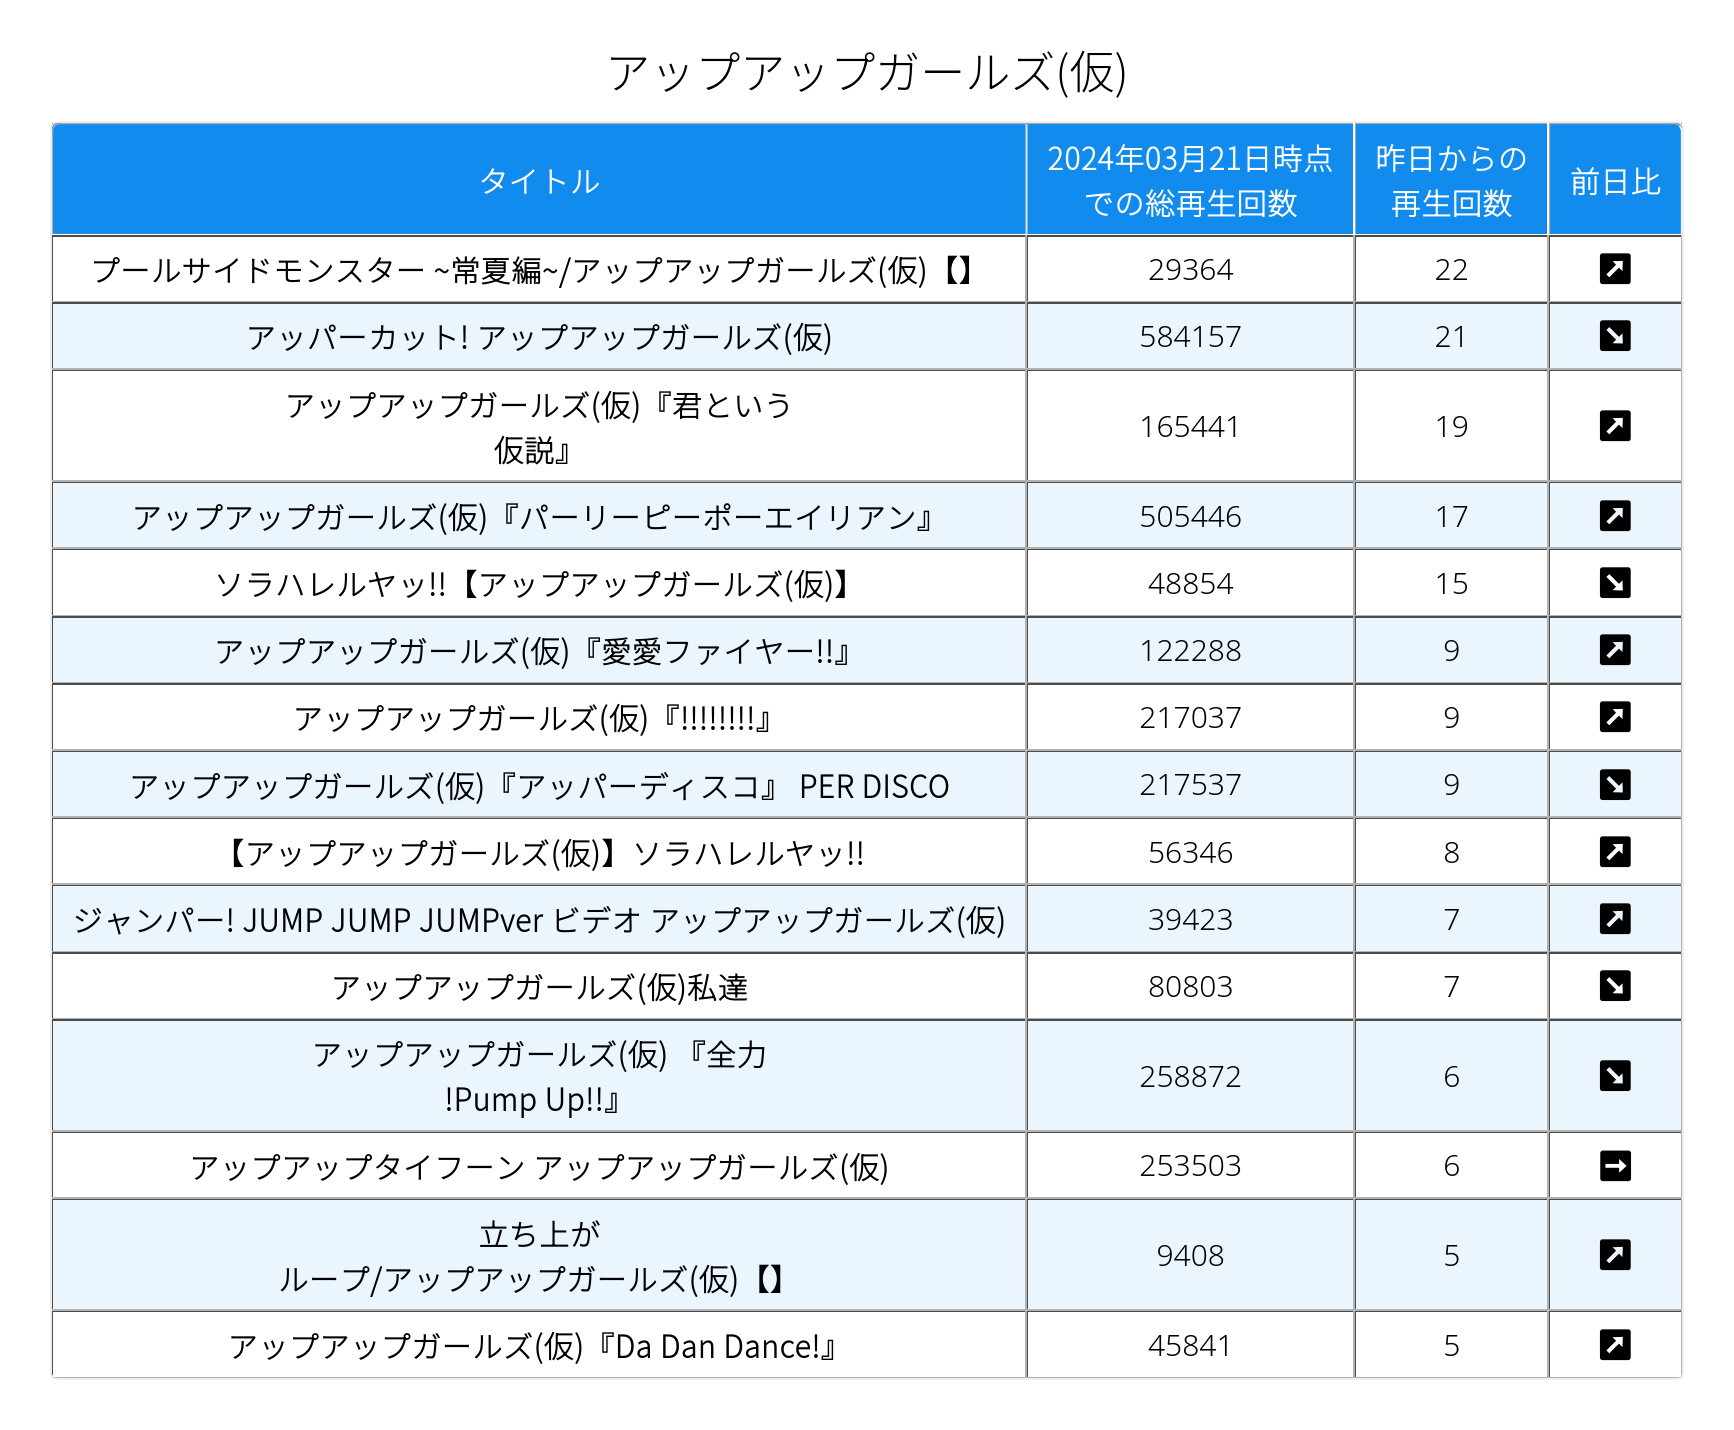 アップアップガールズ(仮)
タイトル
2024年03月21日時点
での総再生回数
昨日からの
再生回数
前日比
プールサイドモンスター ~常夏編~/アップアップガールズ(仮)【】 29364 22
アッパーカット! アップアップガールズ(仮) 584157 21
アップアップガールズ(仮)『君という
仮説』
165441 19
アップアップガールズ(仮)『パーリーピーポーエイリアン』 505446 17
ソラハレルヤッ!!【アップアップガールズ(仮)】 48854 15
アップアップガールズ(仮)『愛愛ファイヤー!!』 122288 9
アップアップガールズ(仮)『!!!!!!!!』 217037 9
アップアップガールズ(仮)『アッパーディスコ』 PER DISCO 217537 9
【アップアップガールズ(仮)】ソラハレルヤッ!! 56346 8
ジャンパー! JUMP JUMP JUMPver ビデオ アップアップガールズ(仮) 39423 7
アップアップガールズ(仮)私達 80803 7
アップアップガールズ(仮) 『全力
!Pump Up!!』
258872 6
アップアップタイフーン アップアップガールズ(仮) 253503 6
立ち上が
ループ/アップアップガールズ(仮)【】
9408 5
アップアップガールズ(仮)『Da Dan Dance!』 45841 5